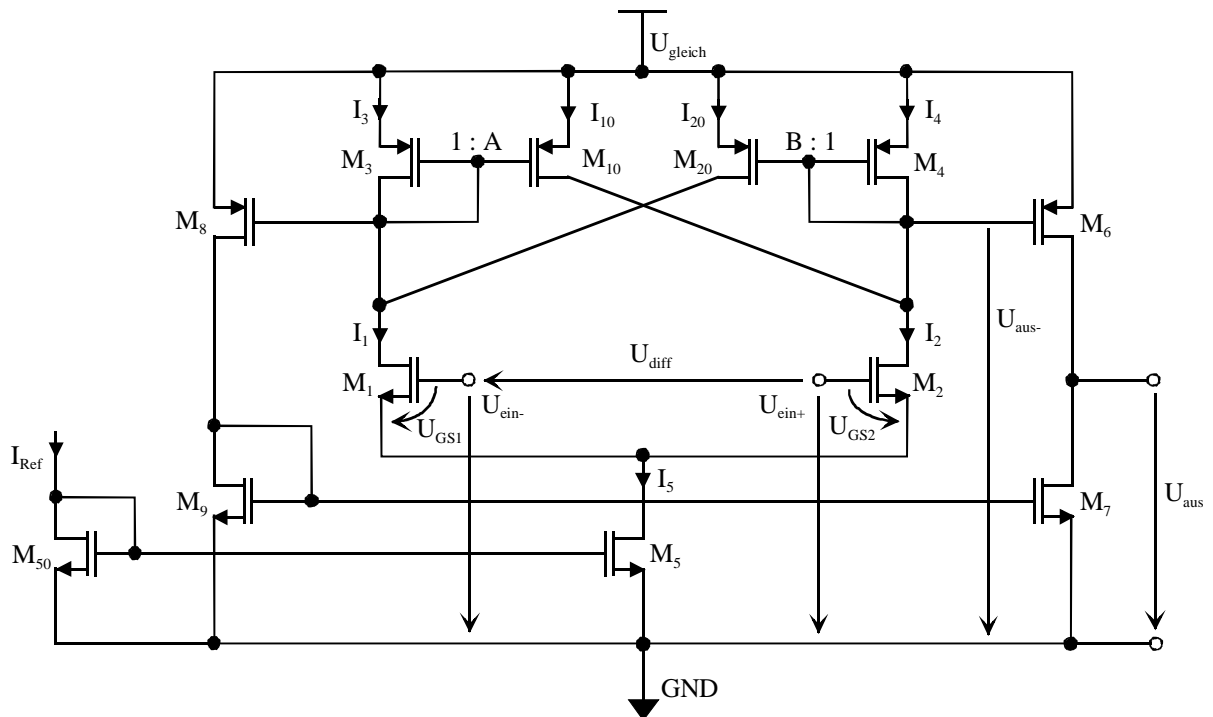 U_gleich
I_3
I_10
I_20
I_4
1 : A
B : 1
M_3
M_10
M_20
M_4
M_8
M_6
I_1
I_2
U_aus-
U_diff
M_1
M_2
U_ein-
U_ein+
U_GS1
U_GS2
I_Ref
I_5
M_9
M_7
U_aus
M_50
M_5
GND